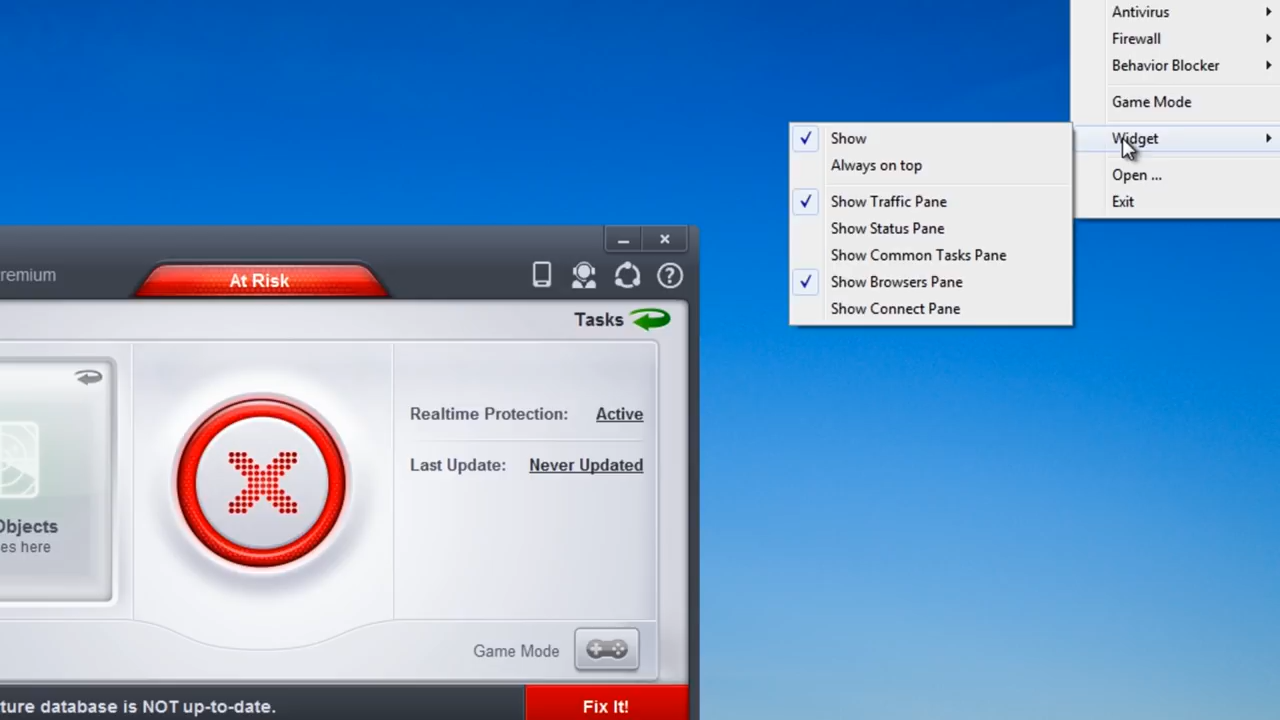 Antivirus
Firewall
Behavior Blocker
Game Mode
Widget
Open ...
Exit
Show
Always on top
Show Traffic Pane
Show Status Pane
Show Common Tasks Pane
Show Browsers Pane
Show Connect Pane
remium
At Risk
Tasks
Realtime Protection: Active
Last Update: Never Updated
Objects
es here
Game Mode
ture database is NOT up-to-date.
Fix It!